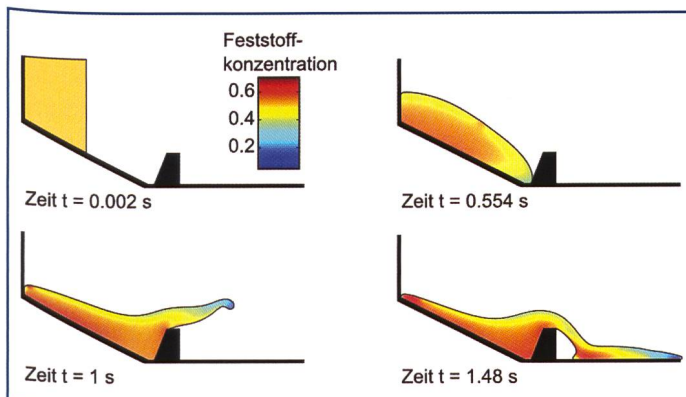 Feststoff-
konzentration
0.6
0.4
0.2
Zeit t = 0.002 s
Zeit t = 0.554 s
Zeit t = 1 s
Zeit t = 1.48 s